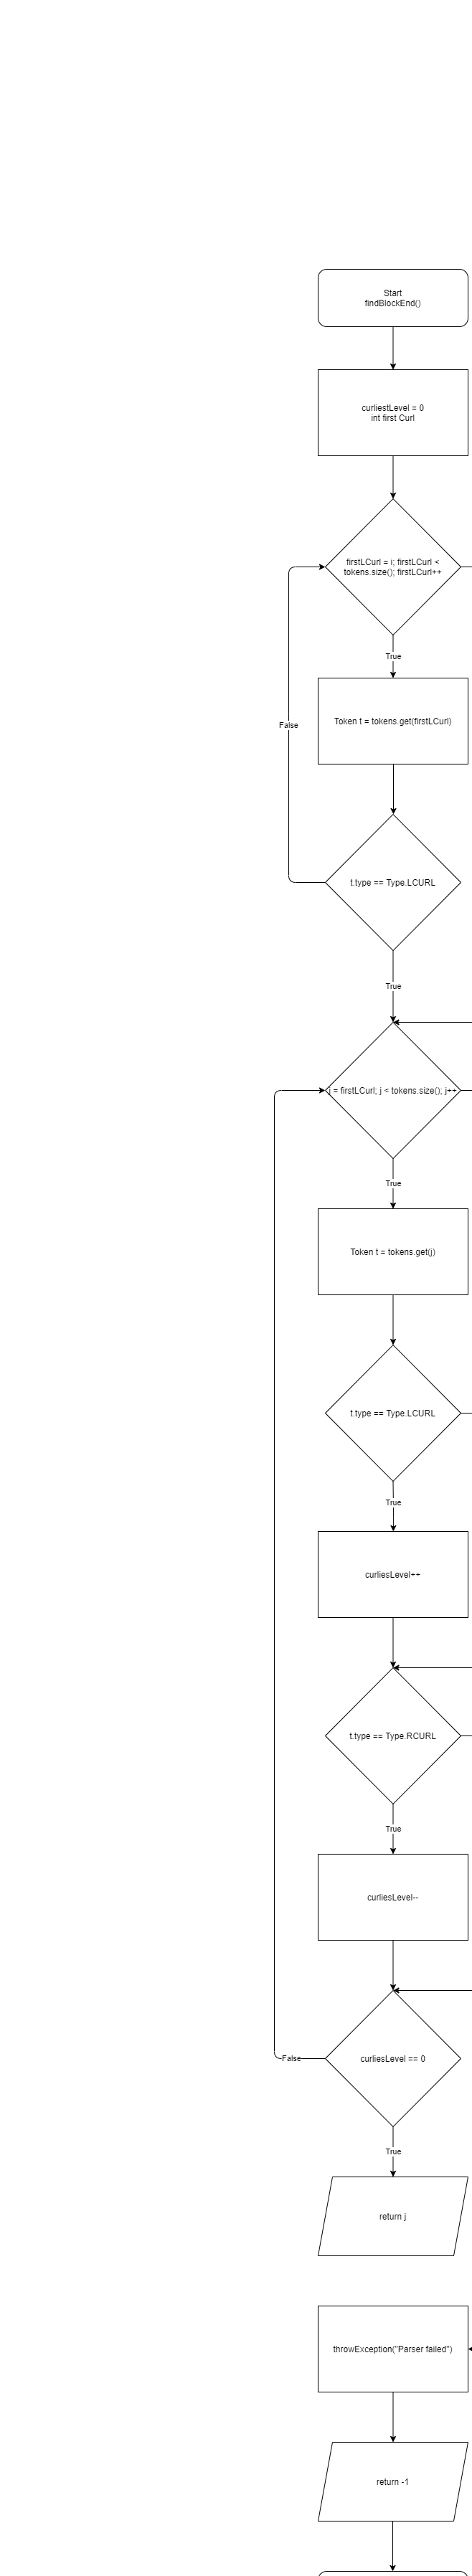 Start
findBlockEnd()
curliestLevel = 0
int first Curl
firstLCurl = i; firstLCurl <
tokens.size(); firstLCurl++
True
Token t = tokens.get(firstLCurl)
False
t.type == Type.LCURL
True
j = firstLCurl; j < tokens.size(); j++
True
Token t = tokens.get(j)
t.type == Type.LCURL
True
curliesLevel++
t.type == Type.RCURL
True
curliesLevel--
curliesLevel == 0
False
True
return j
throwException("Parser failed")
return -1